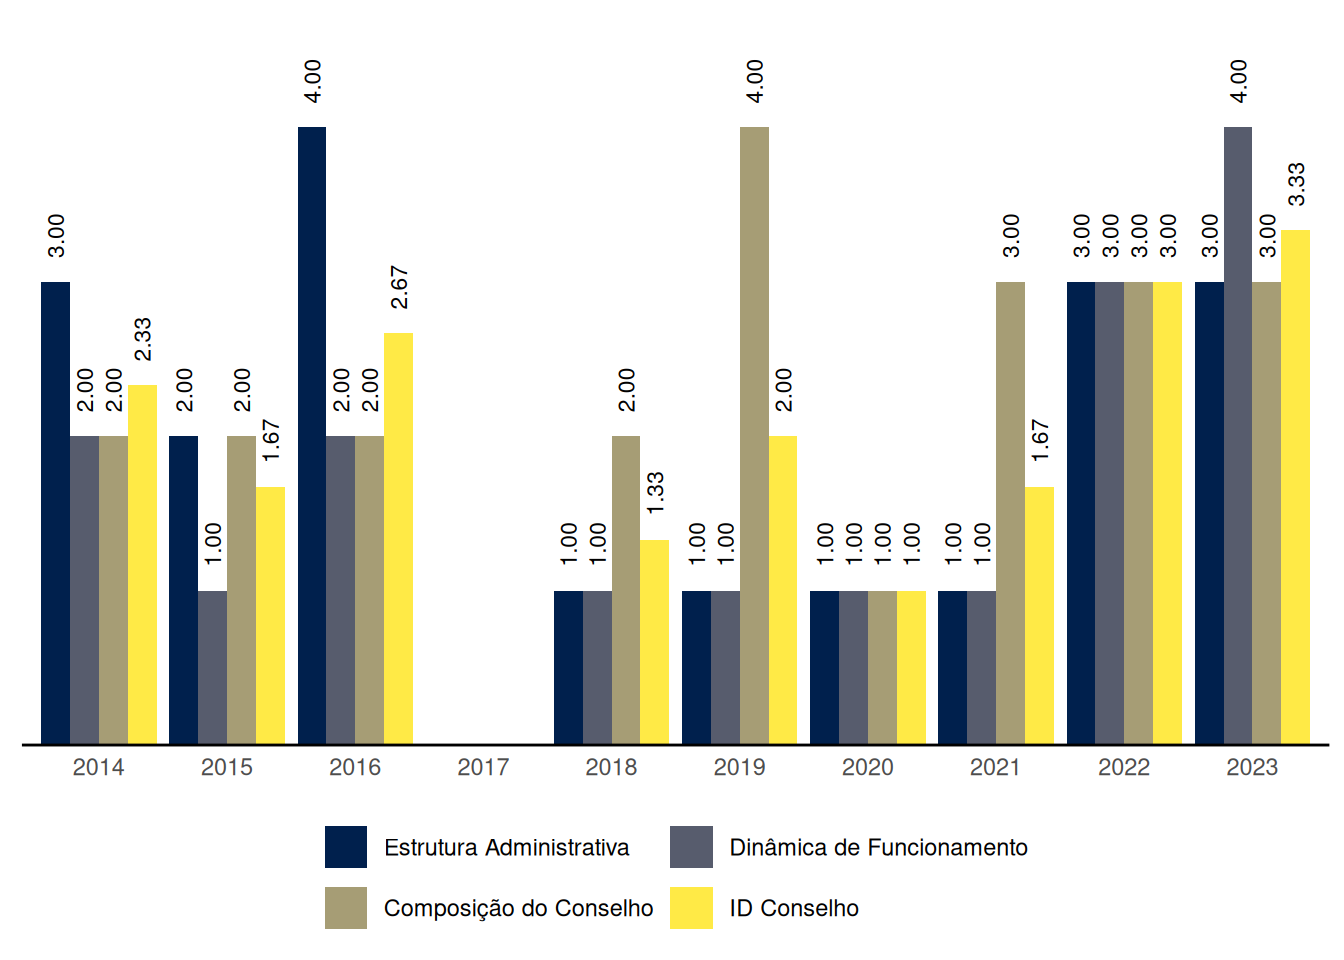 3.00 2.00 2.00 2.33
2.00 1.00 2.00 1.67
4.00 2.00 2.00 2.67
1.00 1.00 2.00 1.33
1.00 1.00 4.00 2.00
1.00 1.00 1.00 1.00
1.00 1.00 3.00 1.67
3.00 3.00 3.00 3.00
3.00 4.00 3.00 3.33
2014 2015 2016 2017 2018 2019 2020 2021 2022 2023
Estrutura Administrativa Dinâmica de Funcionamento
Composição do Conselho ID Conselho